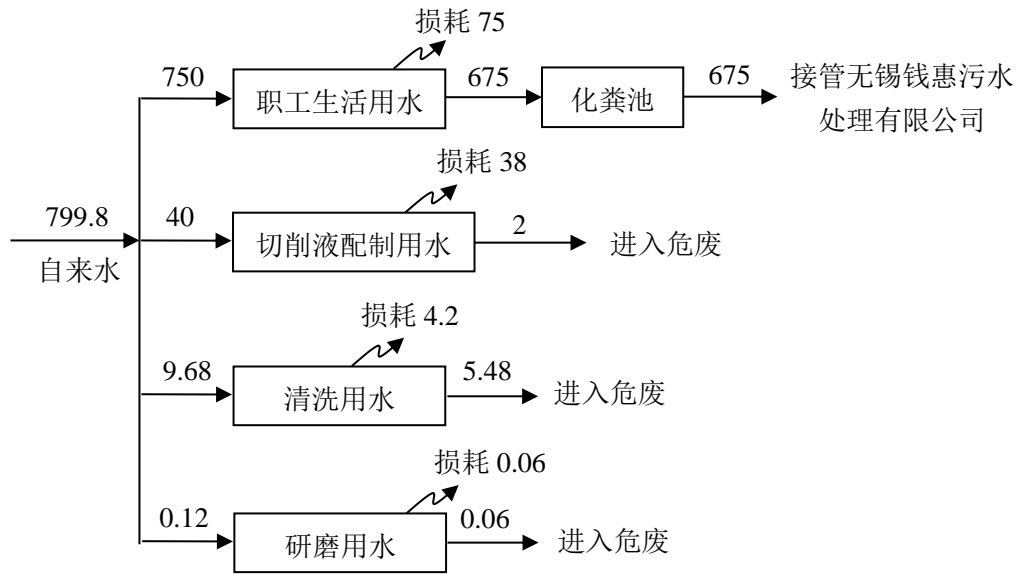 损耗 75
750
职工生活用水
675
化粪池
675
接管无锡钱惠污水
处理有限公司
损耗 38
799.8
自来水
40
切削液配制用水
2
进入危废
损耗 4.2
9.68
清洗用水
5.48
进入危废
损耗 0.06
0.12
研磨用水
0.06
进入危废